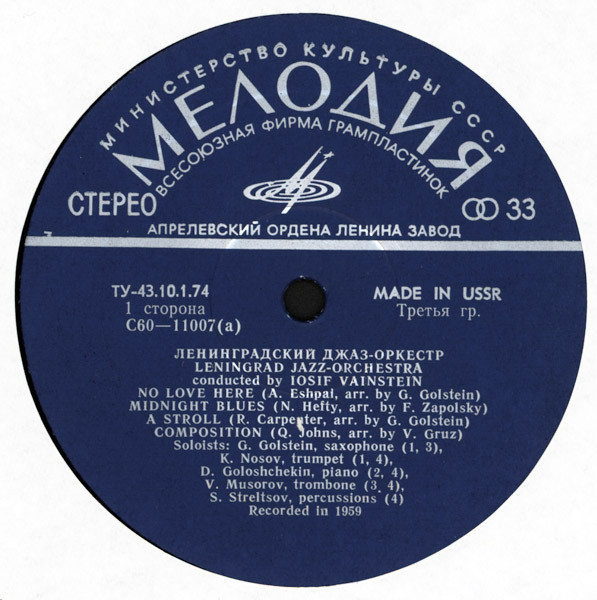 МИНИСТЕРСТВО КУЛЬТУРЫ СССР
МЕЛОДИЯ
ВСЕСОЮЗНАЯ ФИРМА ГРАМПЛАСТИНОК
СТЕРЕО
33
АПРЕЛЕВСКИЙ ОРДЕНА ЛЕНИНА ЗАВОД
ТУ-43.10.1.74
MADE IN USSR
1 сторона
Третья гр.
С60—11007(а)
ЛЕНИНГРАДСКИЙ ДЖАЗ-ОРКЕСТР
LENINGRAD JAZZ-ORCHESTRA
conducted by IOSIF VAINSTEIN
NO LOVE HERE (A. Eshpai, arr. by G. Golstein)
MIDNIGHT BLUES (N. Hefty, arr. by F. Zapolsky)
A STROLL (R. Carpenter, arr. by G. Golstein)
COMPOSITION (Q. Johns, arr. by V. Gruz)
Soloists: G. Golstein, saxophone (1, 3),
K. Nosov, trumpet (1, 4),
D. Goloshchekin, piano (2, 4),
V. Musorov, trombone (3, 4),
S. Streltsov, percussions (4)
Recorded in 1959